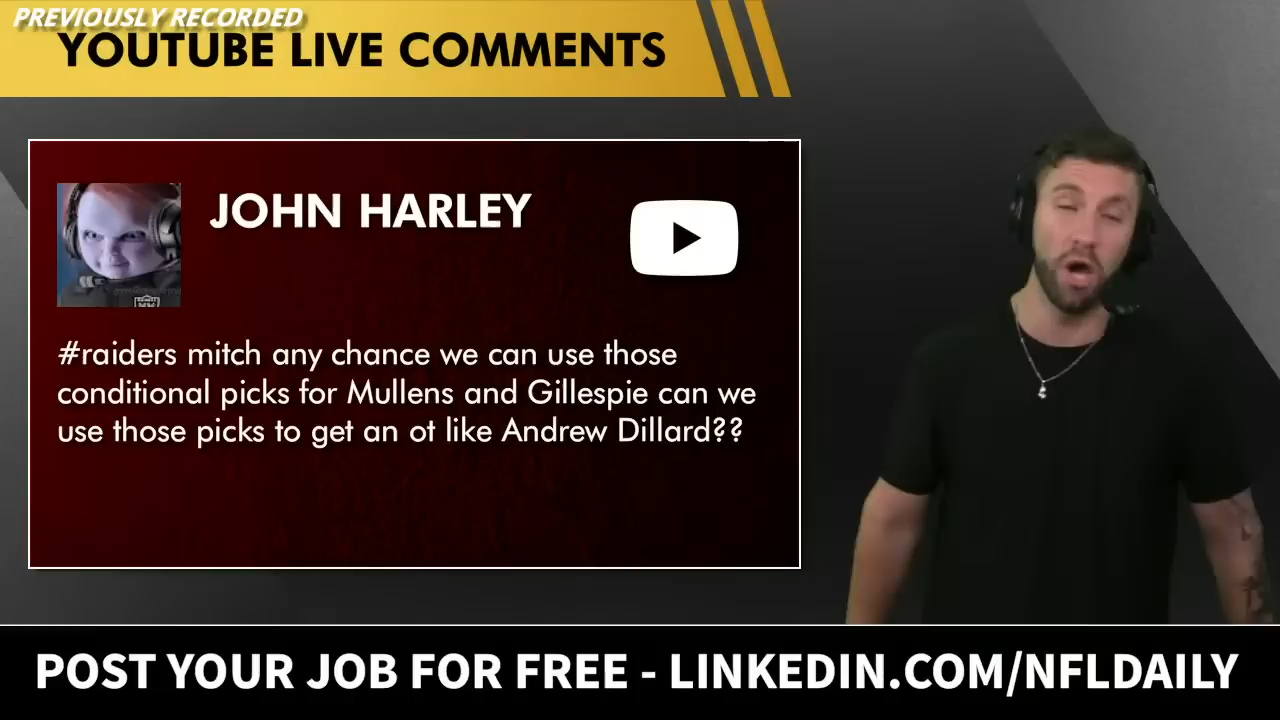 PREVIOUSLY RECORDED
YOUTUBE LIVE COMMENTS
JOHN HARLEY
#raiders mitch any chance we can use those
conditional picks for Mullens and Gillespie can we
use those picks to get an ot like Andrew Dillard??
POST YOUR JOB FOR FREE - LINKEDIN.COM/NFLDAILY